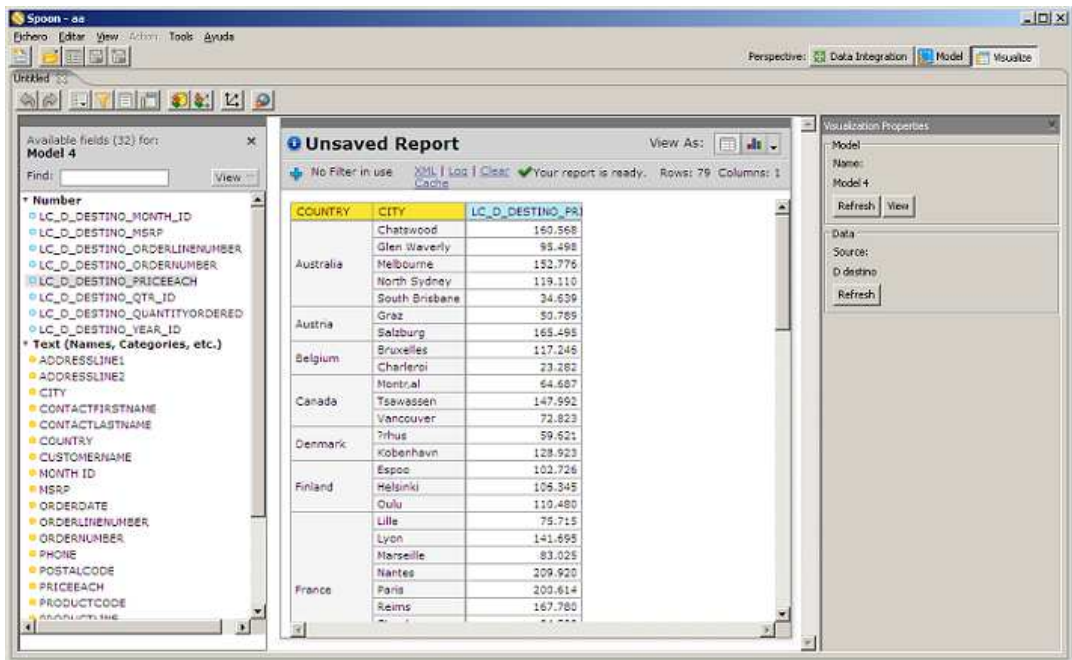 Spoon - aa
Fichero Editar View Action Tools Ayuda
Perspective: Data Integration Model Visualize
Untitled
Available fields (32) for:
Model 4
Find: View
Number
LC_D_DESTINO_MONTH_ID
LC_D_DESTINO_MSRP
LC_D_DESTINO_ORDERLINENUMBER
LC_D_DESTINO_ORDERNUMBER
LC_D_DESTINO_PRICEEACH
LC_D_DESTINO_QTR_ID
LC_D_DESTINO_QUANTITYORDERED
LC_D_DESTINO_YEAR_ID
Text (Names, Categories, etc.)
ADDRESSLINE1
ADDRESSLINE2
CITY
CONTACTFIRSTNAME
CONTACTLASTNAME
COUNTRY
CUSTOMERNAME
MONTH ID
MSRP
ORDERDATE
ORDERLINENUMBER
ORDERNUMBER
PHONE
POSTALCODE
PRICEEACH
PRODUCTCODE
Unsaved Report View As:
No Filter in use XML | Log | Clear Your report is ready. Rows: 79 Columns: 1
Cache
COUNTRY CITY LC_D_DESTINO_PRI
Australia Chatswood 160.568
Glen Waverly 95.498
Melbourne 152.776
North Sydney 119.110
South Brisbane 34.639
Austria Graz 50.789
Salzburg 165.495
Belgium Bruxelles 117.246
Charleroi 23.282
Canada 64.687
Tsawassen 147.992
Vancouver 72.823
Denmark ?rhus 59.621
Kobenhavn 128.923
Finland Espoo 102.726
Helsinki 106.345
Oulu 110.480
France Lille 75.715
Lyon 141.695
Marseille 83.025
Nantes 209.920
Paris 200.614
Reims 167.780
Visualization Properties
Model
Name:
Model 4
Refresh View
Data
Source:
D destino
Refresh